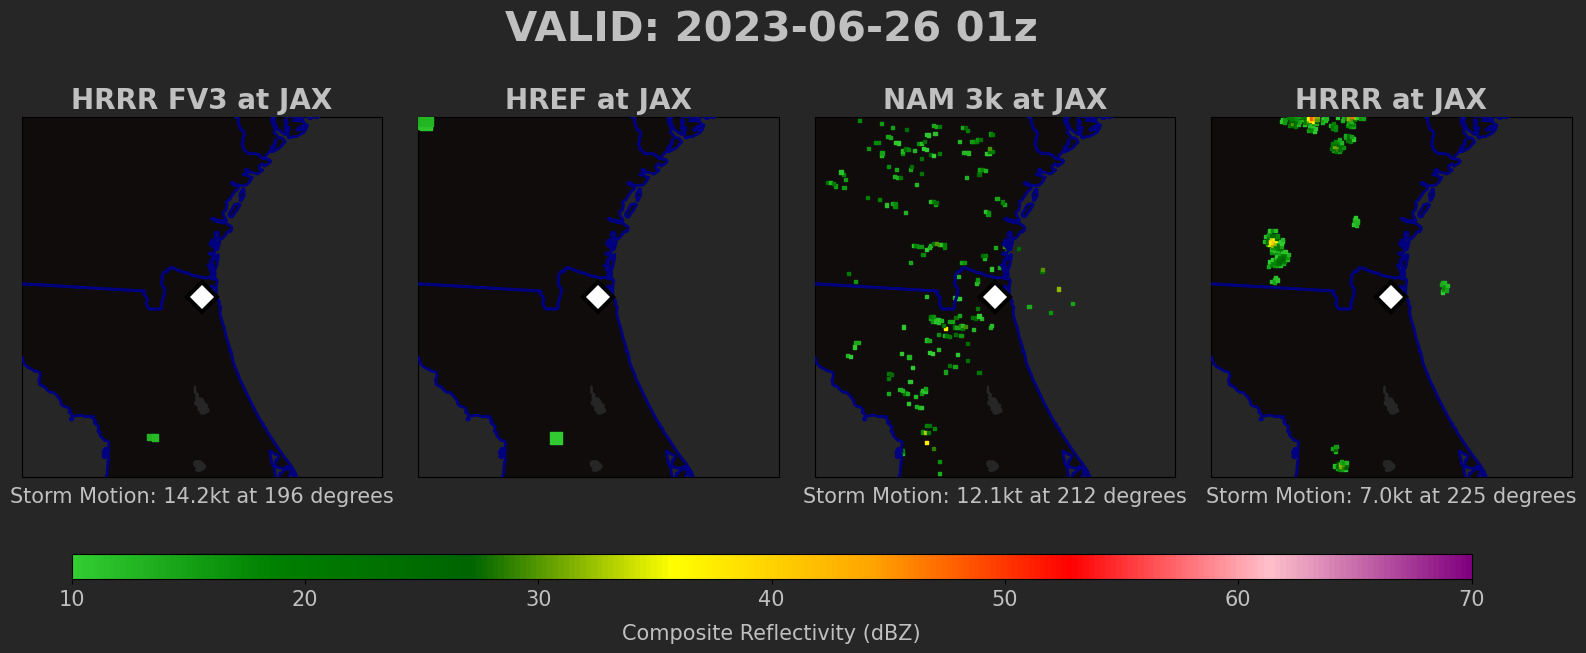 VALID: 2023-06-26 01z
HRRR FV3 at JAX
HREF at JAX
NAM 3k at JAX
HRRR at JAX
Storm Motion: 14.2kt at 196 degrees
Storm Motion: 12.1kt at 212 degrees
Storm Motion: 7.0kt at 225 degrees
10 20 30 40 50 60 70
Composite Reflectivity (dBZ)